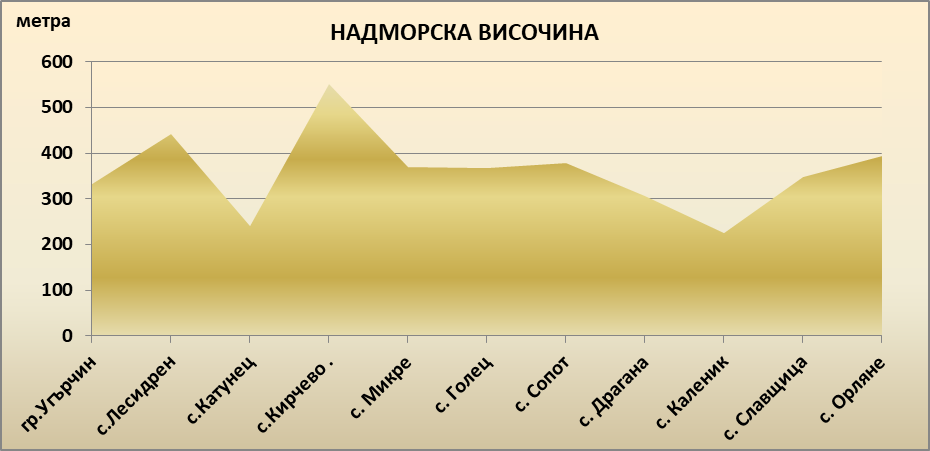 метра
НАДМОРСКА ВИСОЧИНА
600
500
400
300
200
100
0
гр.Угърчин
с.Лесидрен
с.Катунец
с.Кирчево .
с. Микре
с. Голец
с. Сопот
с. Драгана
с. Каленик
с. Славщица
с. Орляне